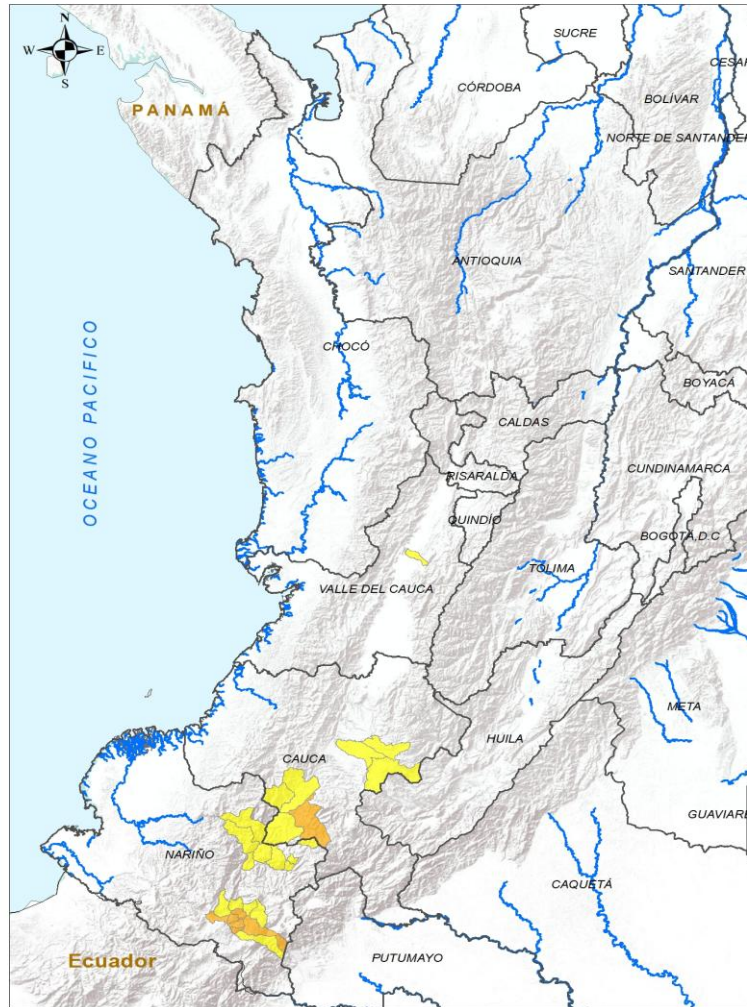 N
W E
S
SUCRE
CESAR
CÓRDOBA
BOLÍVAR
PANAMÁ
NORTE DE SANTANDER
ANTIOQUIA
SANTANDER
OCEANO PACIFICO
CHOCÓ
BOYACÁ
CALDAS
RISARALDA
CUNDINAMARCA
QUINDÍO
BOGOTÁ,D.C
TOLIMA
VALLE DEL CAUCA
META
HUILA
CAUCA
GUAVIARE
NARIÑO
CAQUETÁ
Ecuador
PUTUMAYO